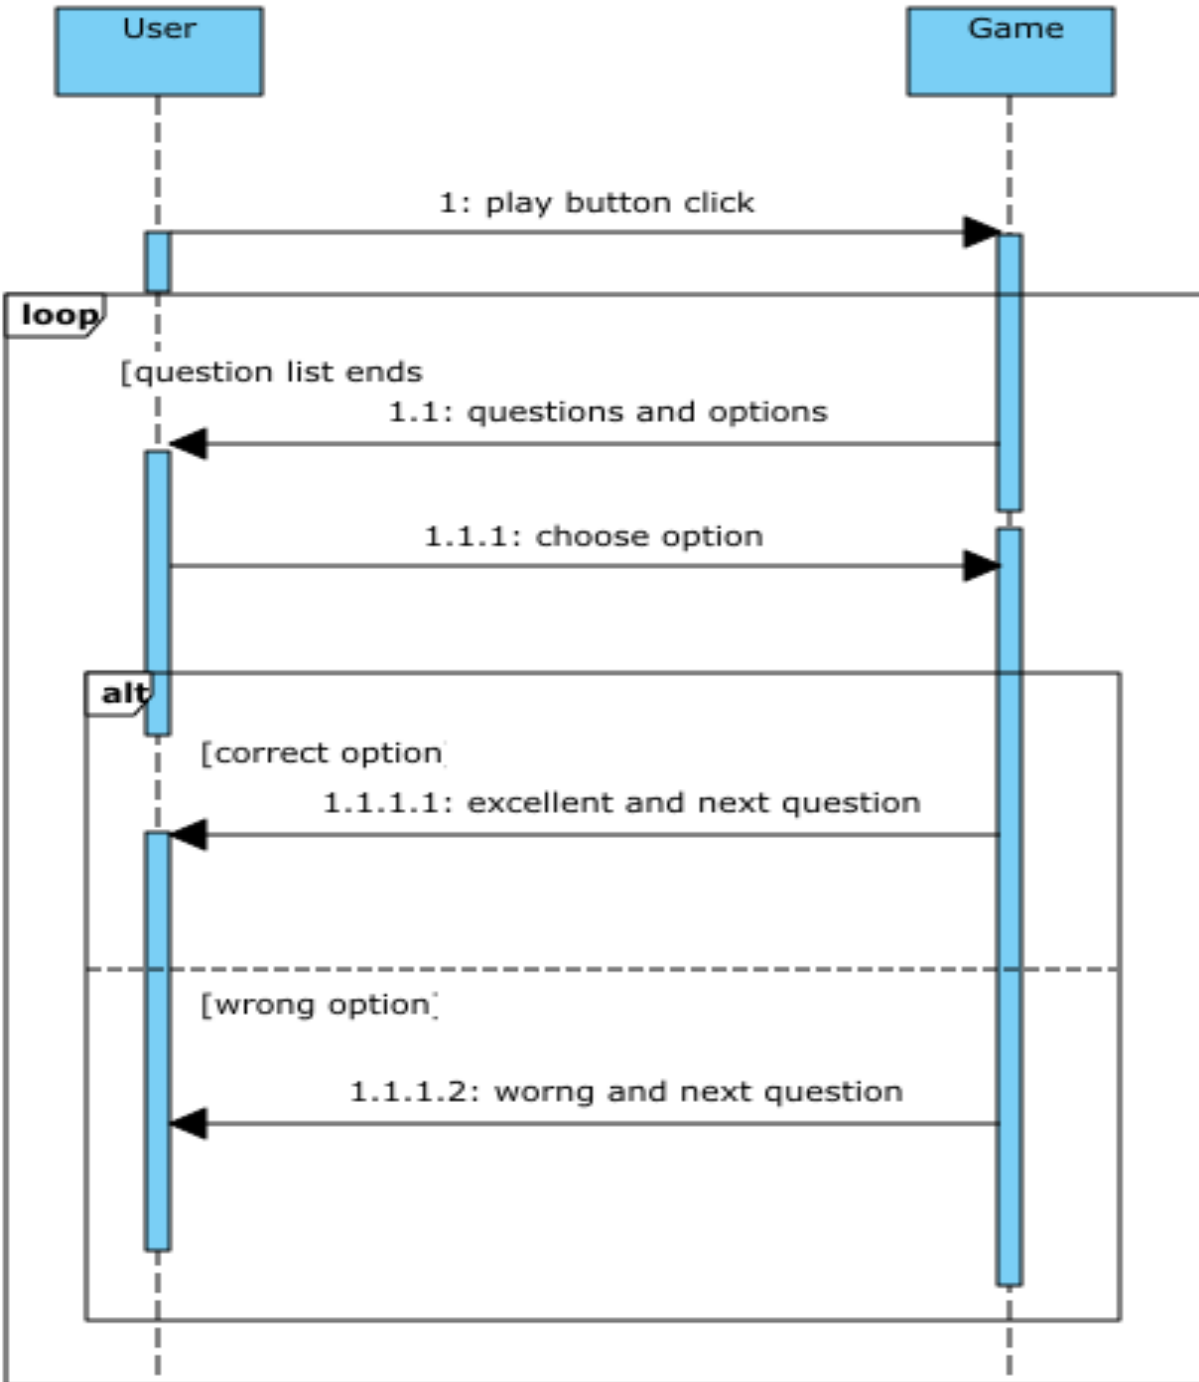 User
Game
1: play button click
loop
[question list ends
1.1: questions and options
1.1.1: choose option
alt
[correct option
1.1.1.1: excellent and next question
[wrong option]
1.1.1.2: worng and next question